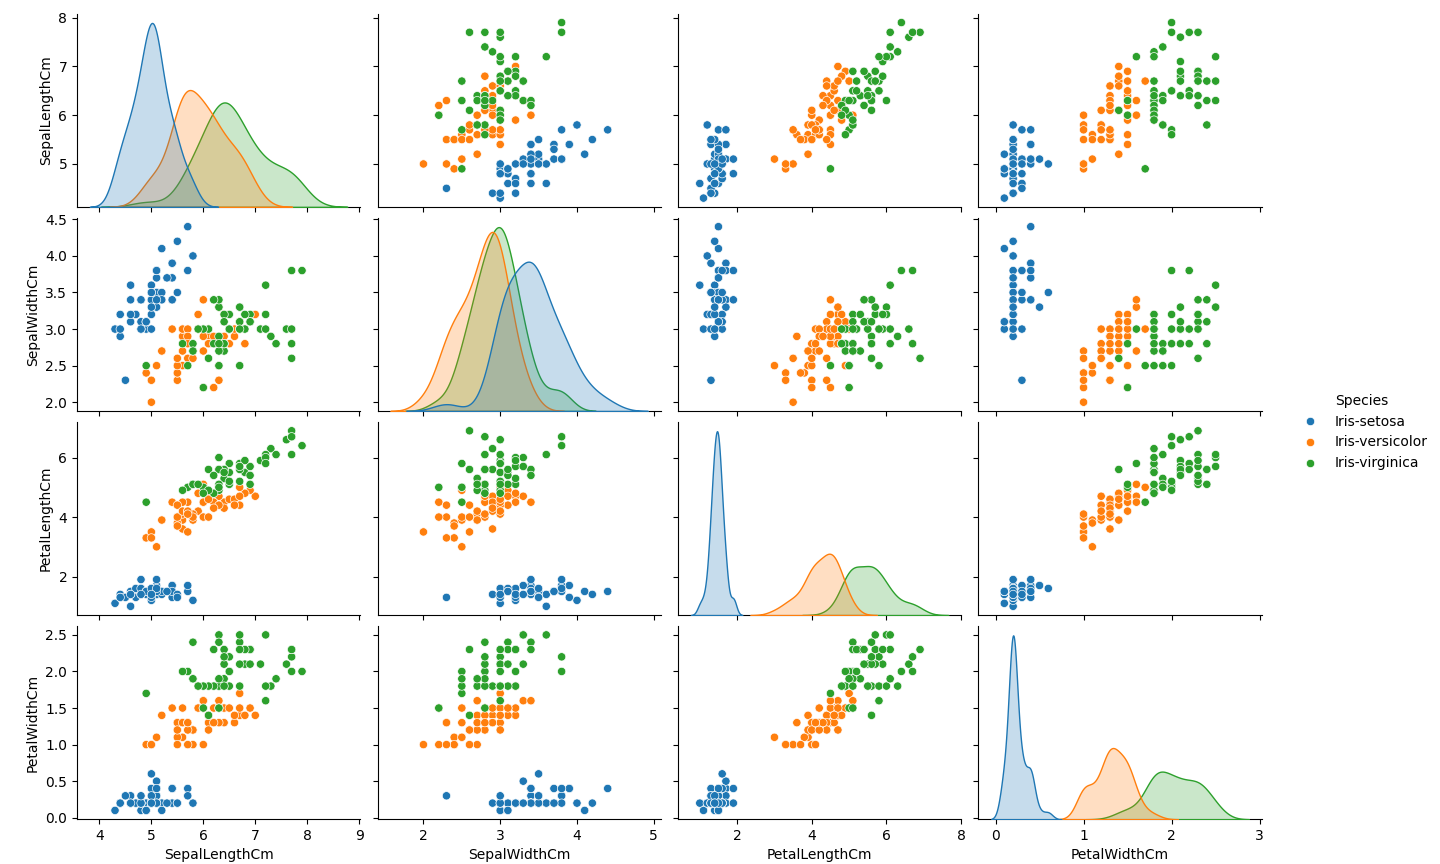 8
7
6
5
SepalLengthCm
4.5
4.0
3.5
3.0
2.5
2.0
SepalWidthCm
6
4
2
PetalLengthCm
2.5
2.0
1.5
1.0
0.5
0.0
PetalWidthCm
4 5 6 7 8 9
SepalLengthCm
2 3 4 5
SepalWidthCm
2 4 6 8
PetalLengthCm
0 1 2 3
PetalWidthCm
Species
Iris-setosa
Iris-versicolor
Iris-virginica